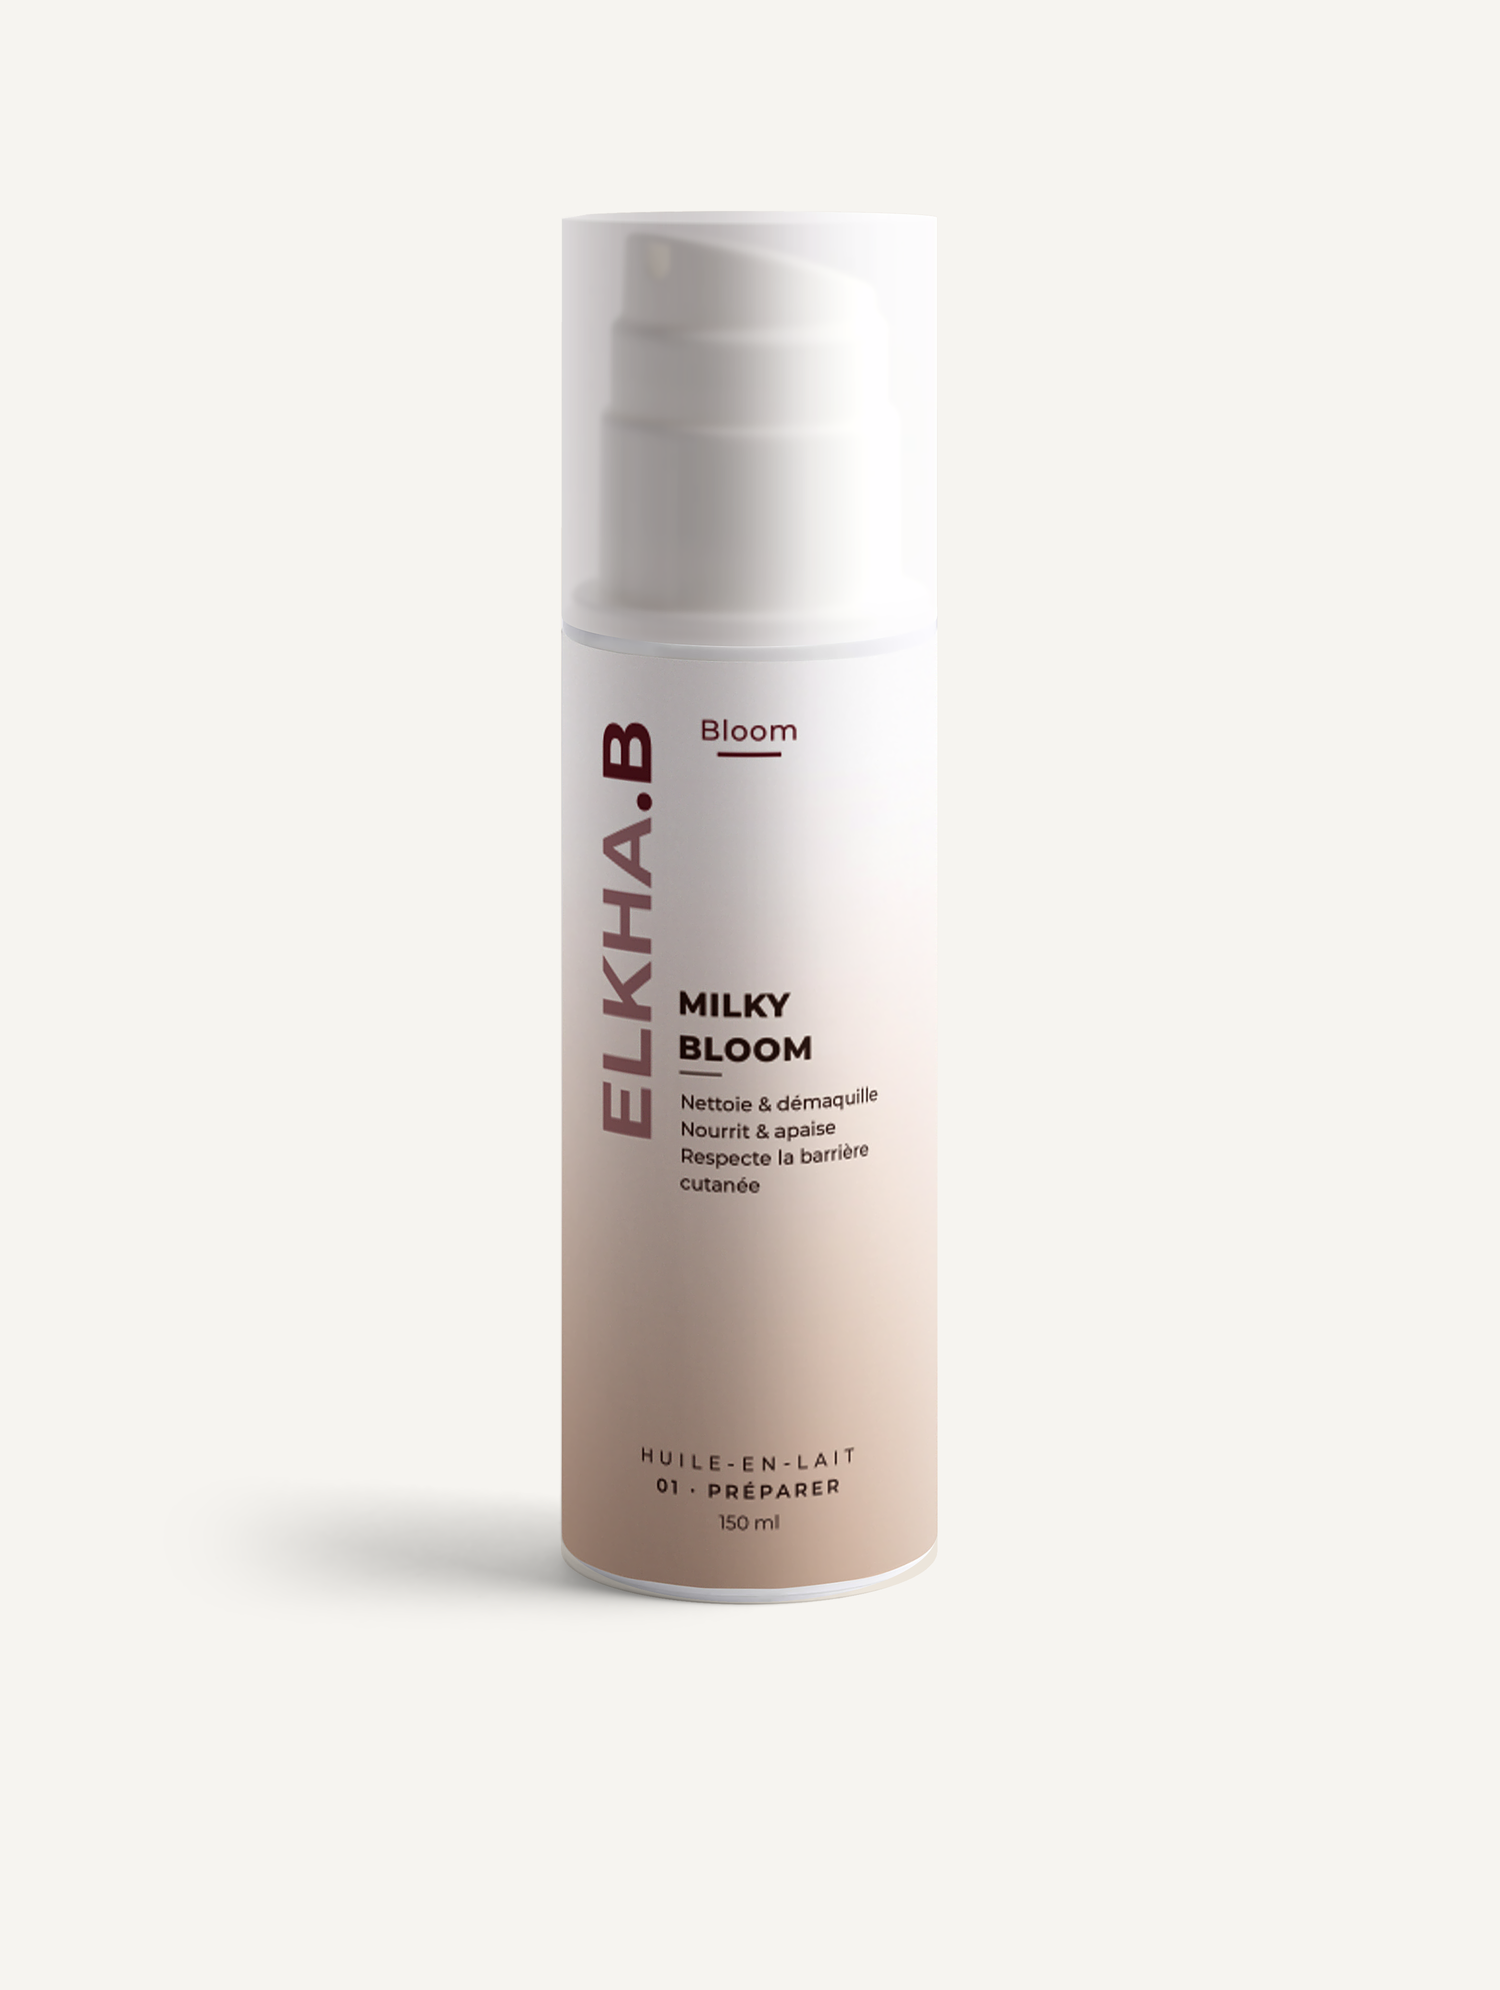 Bloom
ELKHA.B
MILKY
BLOOM
Nettoie & démaquille
Nourrit & apaise
Respecte la barrière
cutanée
HUILE-EN-LAIT
01 · PRÉPARER
150 ml